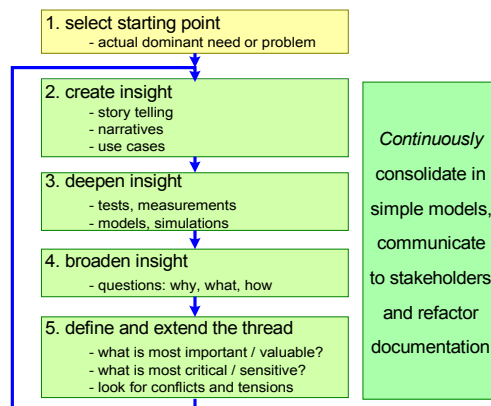 1. select starting point
- actual dominant need or problem
2. create insight
- story telling
- narratives
- use cases
3. deepen insight
- tests, measurements
- models, simulations
4. broaden insight
- questions: why, what, how
5. define and extend the thread
- what is most important / valuable?
- what is most critical / sensitive?
- look for conflicts and tensions
Continuously
consolidate in
simple models,
communicate
to stakeholders
and refactor
documentation